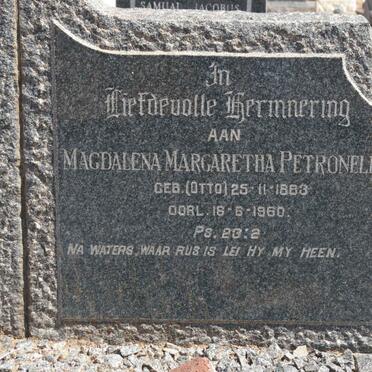 SAMUAL JACOBUS
In
Liefdevolle Herinnering
AAN
MAGDALENA MARGARETHA PETRONEL
GEB. (OTTO) 25-11-1883
OORL. 16-6-1960.
PS. 23:2
NA WATERS, WAAR RUS IS LEI HY MY HEEN.